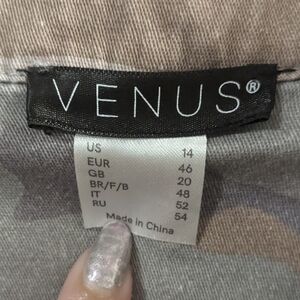 VENUS®
US 14
EUR 46
GB 20
BR/F/B 48
IT 52
RU 54
Made in China